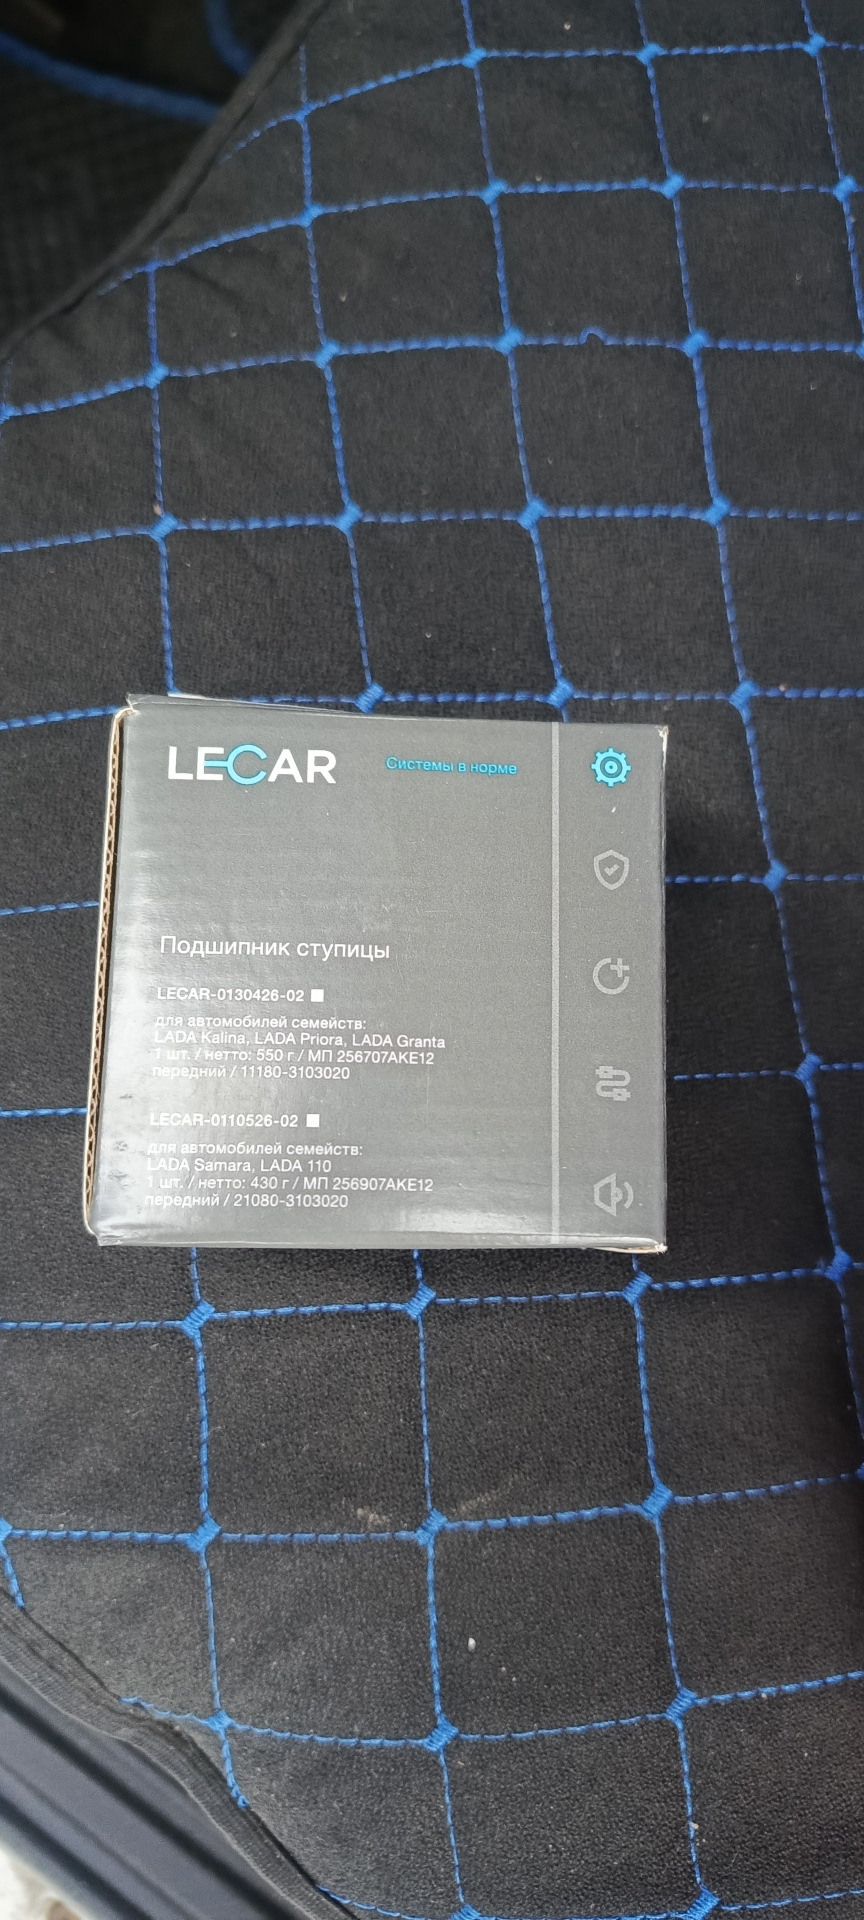 LECAR Системы в норме
Подшипник ступицы
LECAR-0130426-02
для автомобилей семейств:
LADA Kalina, LADA Priora, LADA Granta
1 шт. / нетто: 550 г / МП 256707АКЕ12
передний / 11180-3103020
LECAR-0110526-02
для автомобилей семейств:
LADA Samara, LADA 110
1 шт. / нетто: 430 г / МП 256907АКЕ12
передний / 21080-3103020